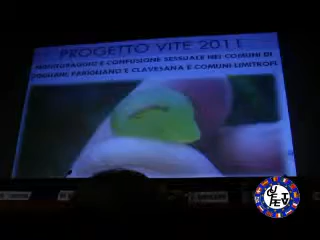 PROGETTO VITE 2011
MONITORAGGIO E CONFUSIONE SESSUALE NEI COMUNI DI
DOGLIANI, FARIGLIANO E CLAVESANA E COMUNI LIMITROFI